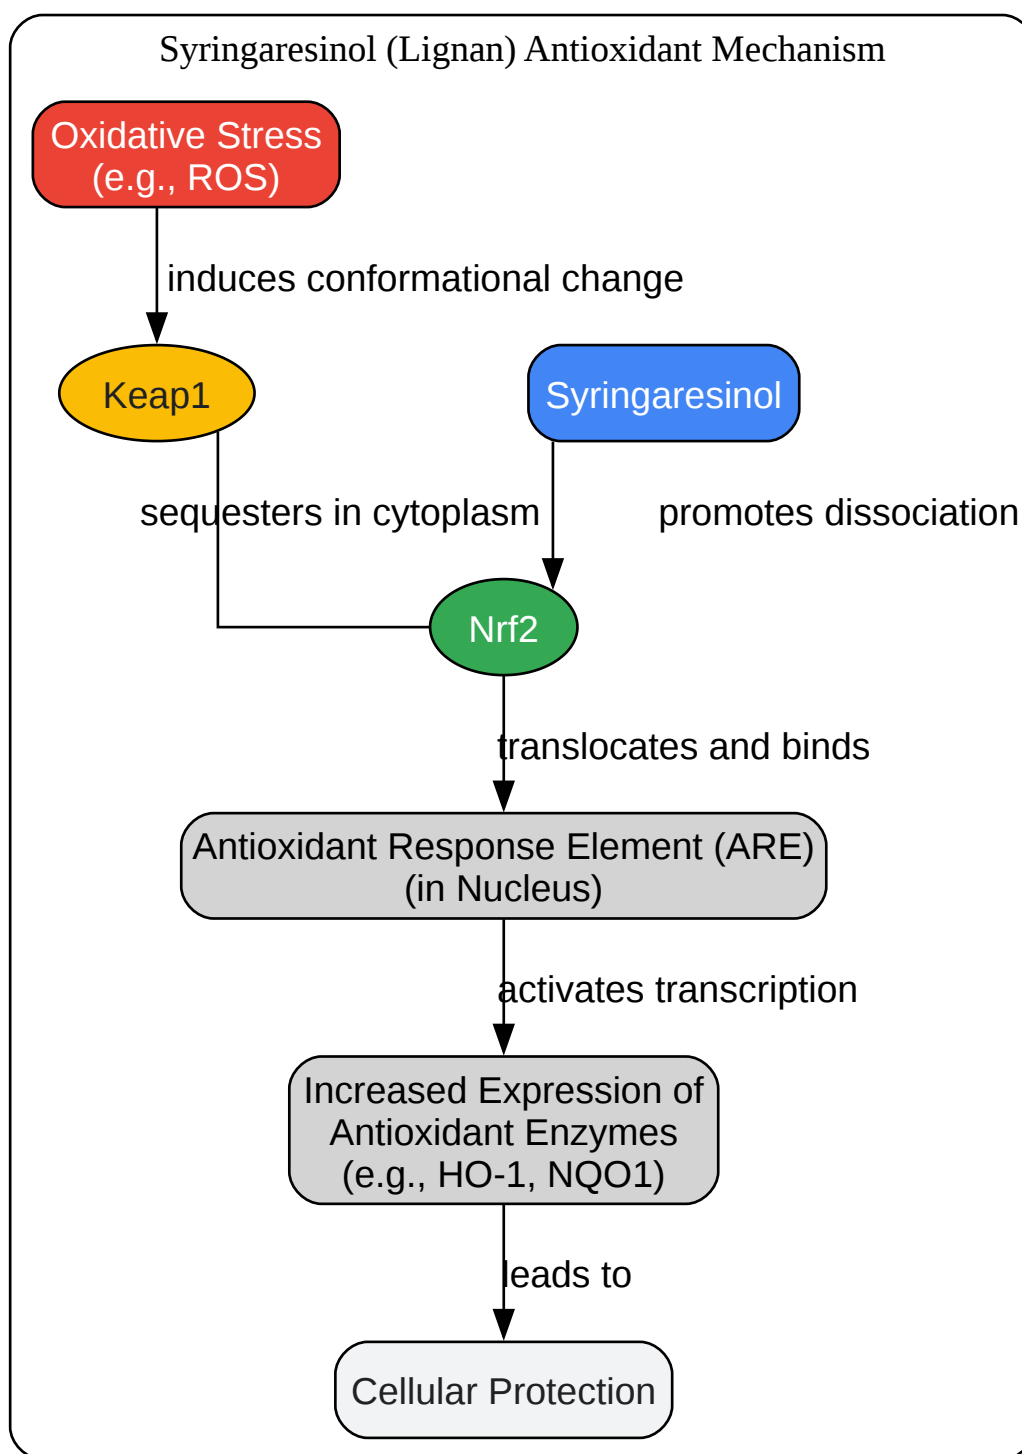 Syringaresinol (Lignan) Antioxidant Mechanism
Oxidative Stress
(e.g., ROS)
induces conformational change
Keap1
Syringaresinol
sequesters in cytoplasm
promotes dissociation
Nrf2
translocates and binds
Antioxidant Response Element (ARE)
(in Nucleus)
activates transcription
Increased Expression of
Antioxidant Enzymes
(e.g., HO-1, NQO1)
leads to
Cellular Protection